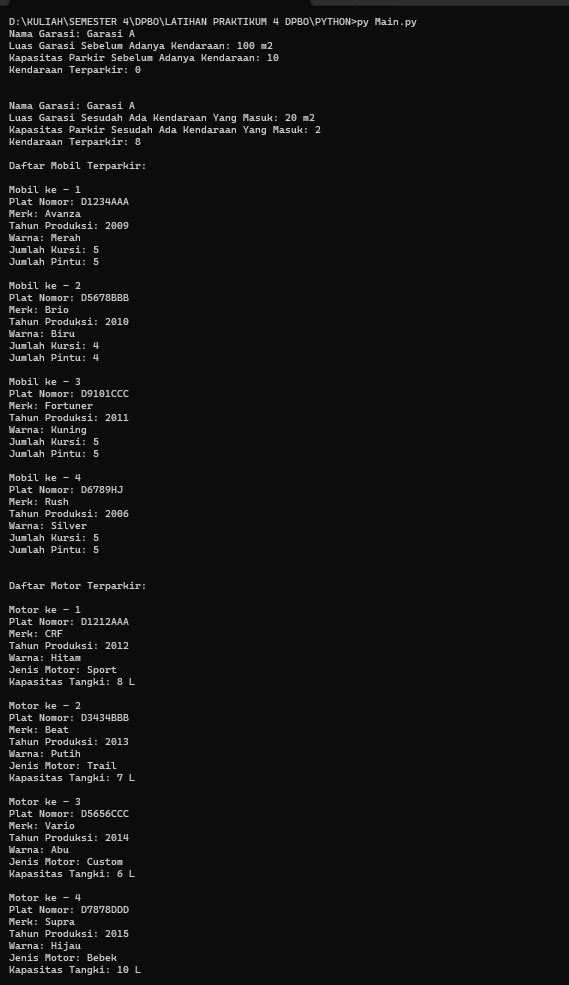 D:\KULIAH\SEMESTER 4\DPBO\LATIHAN PRAKTIKUM 4 DPBO\PYTHON>py Main.py
Nama Garasi: Garasi A
Luas Garasi Sebelum Adanya Kendaraan: 100 m2
Kapasitas Parkir Sebelum Adanya Kendaraan: 10
Kendaraan Terparkir: 0
Nama Garasi: Garasi A
Luas Garasi Sesudah Ada Kendaraan Yang Masuk: 20 m2
Kapasitas Parkir Sesudah Ada Kendaraan Yang Masuk: 2
Kendaraan Terparkir: 8
Daftar Mobil Terparkir:
Mobil ke - 1
Plat Nomor: D1234AAA
Merk: Avanza
Tahun Produksi: 2009
Warna: Merah
Jumlah Kursi: 5
Jumlah Pintu: 5
Mobil ke - 2
Plat Nomor: D5678BBB
Merk: Brio
Tahun Produksi: 2010
Warna: Biru
Jumlah Kursi: 4
Jumlah Pintu: 4
Mobil ke - 3
Plat Nomor: D9101CCC
Merk: Fortuner
Tahun Produksi: 2011
Warna: Kuning
Jumlah Kursi: 5
Jumlah Pintu: 5
Mobil ke - 4
Plat Nomor: D6789HJ
Merk: Rush
Tahun Produksi: 2006
Warna: Silver
Jumlah Kursi: 5
Jumlah Pintu: 5
Daftar Motor Terparkir:
Motor ke - 1
Plat Nomor: D1212AAA
Merk: CRF
Tahun Produksi: 2012
Warna: Hitam
Jenis Motor: Sport
Kapasitas Tangki: 8 L
Motor ke - 2
Plat Nomor: D3434BBB
Merk: Beat
Tahun Produksi: 2013
Warna: Putih
Jenis Motor: Trail
Kapasitas Tangki: 7 L
Motor ke - 3
Plat Nomor: D5656CCC
Merk: Vario
Tahun Produksi: 2014
Warna: Abu
Jenis Motor: Custom
Kapasitas Tangki: 6 L
Motor ke - 4
Plat Nomor: D7878DDD
Merk: Supra
Tahun Produksi: 2015
Warna: Hijau
Jenis Motor: Bebek
Kapasitas Tangki: 10 L